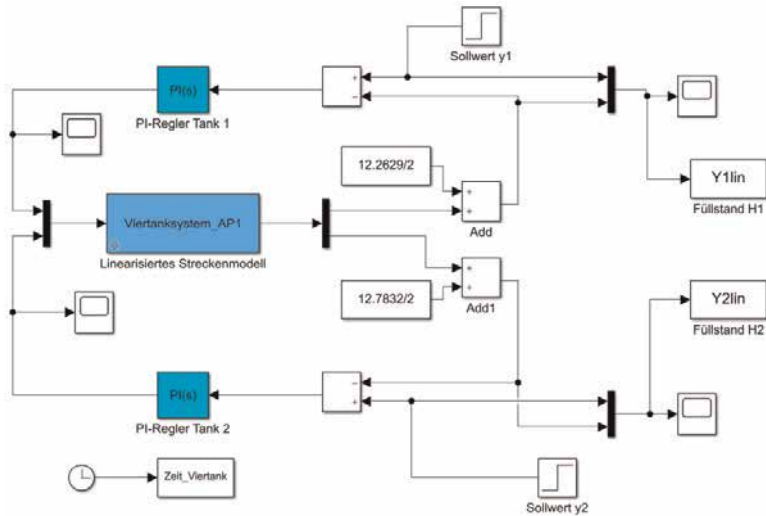 Sollwert y1
PI(s)
PI-Regler Tank 1
+
−
12.2629/2
+
+
Add
Y1lin
Füllstand H1
Viertanksystem_AP1
Linearisiertes Streckenmodell
12.7832/2
+
+
Add1
Y2lin
Füllstand H2
PI(s)
PI-Regler Tank 2
−
+
Zeit_Viertank
Sollwert y2